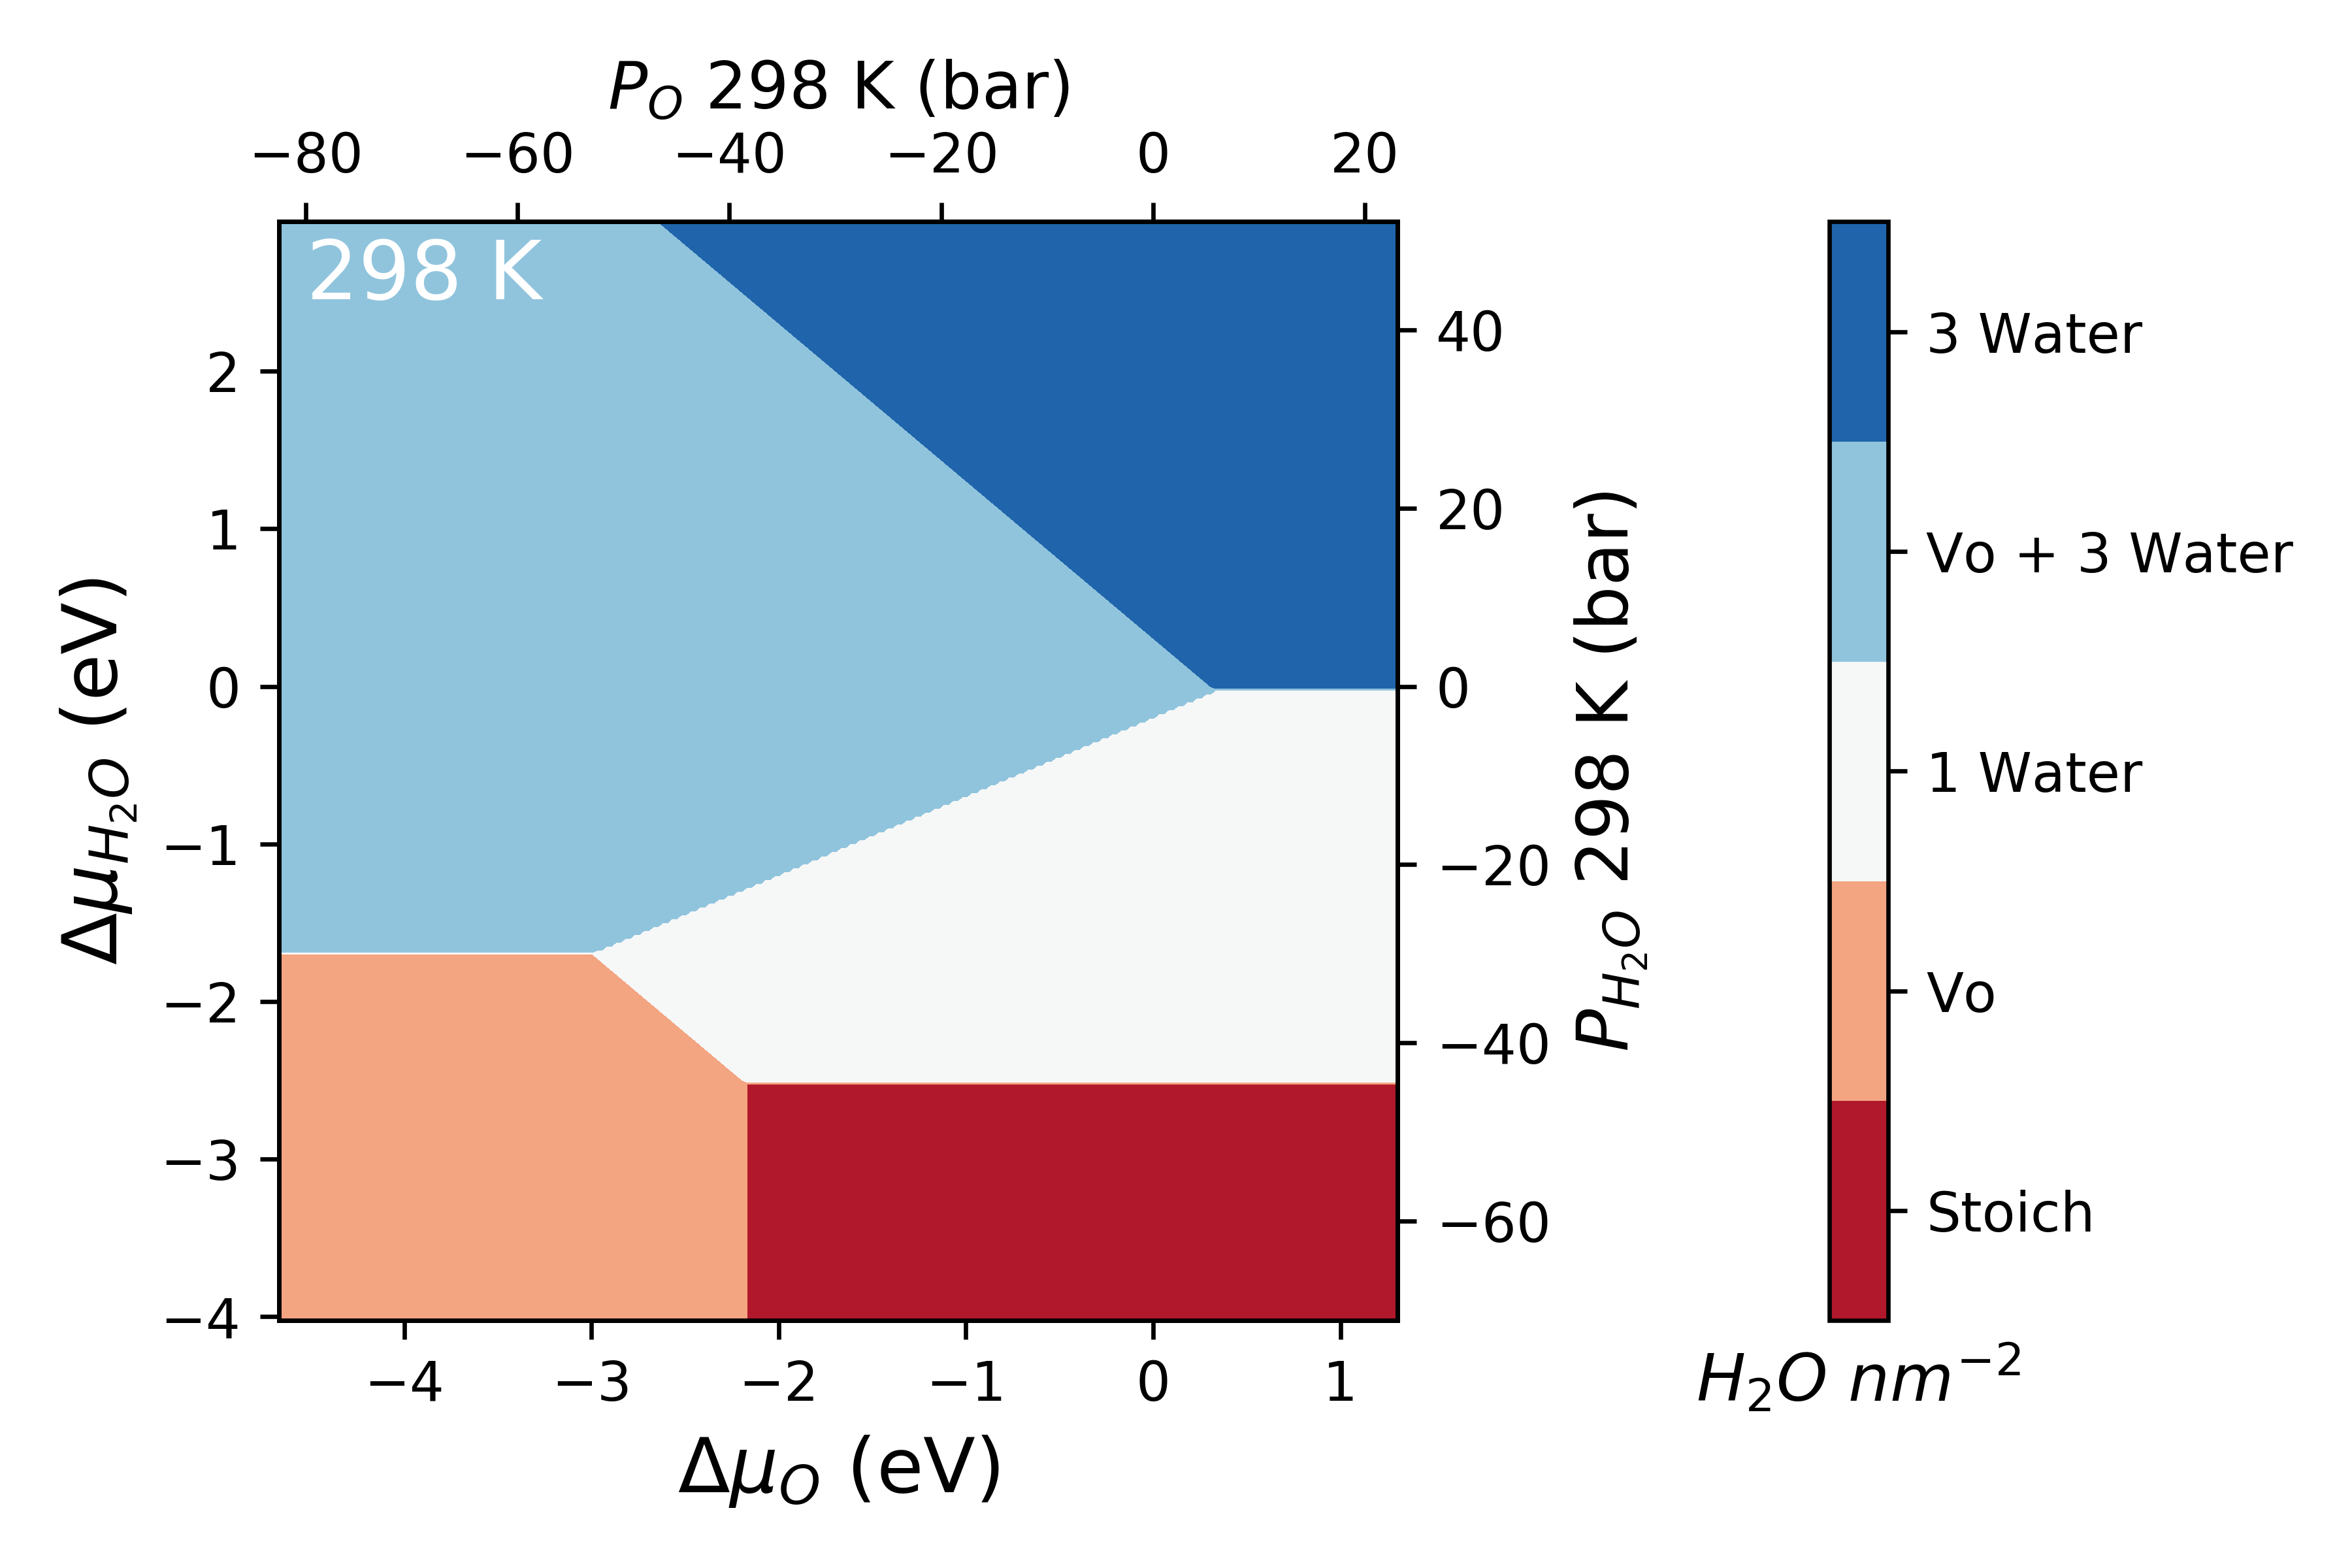 P_O 298 K (bar)
−80 −60 −40 −20 0 20
298 K
2
1
0
−1
−2
−3
−4
Δμ_{H_2O} (eV)
40
20
0
−20
−40
−60
P_{H_2O} 298 K (bar)
−4 −3 −2 −1 0 1
Δμ_O (eV)
3 Water
Vo + 3 Water
1 Water
Vo
Stoich
H_2O nm^{−2}